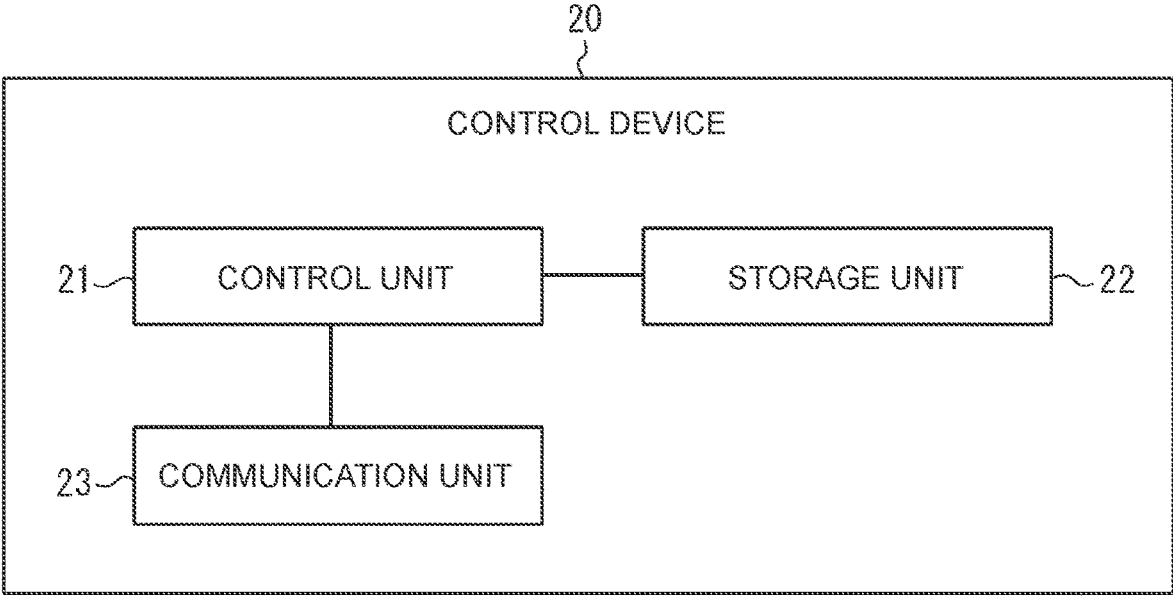 20
CONTROL DEVICE
21
CONTROL UNIT
STORAGE UNIT
22
23
COMMUNICATION UNIT